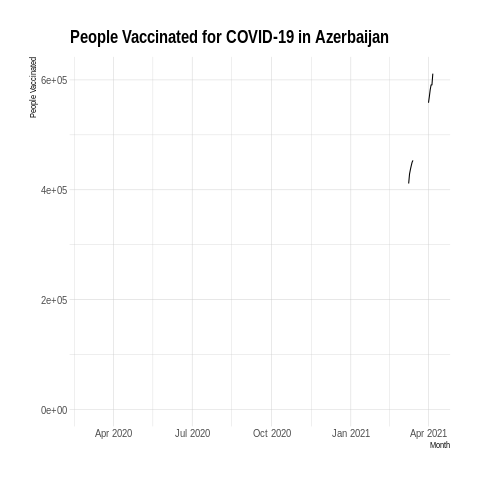 People Vaccinated for COVID-19 in Azerbaijan
People Vaccinated
6e+05
4e+05
2e+05
0e+00
Apr 2020 Jul 2020 Oct 2020 Jan 2021 Apr 2021
Month